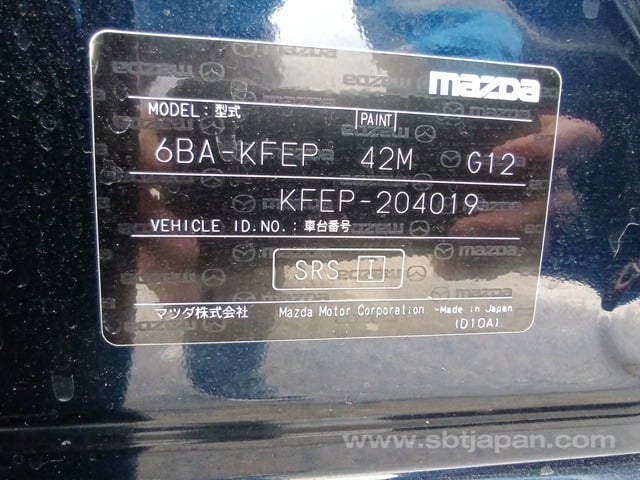 mazda
MODEL: 型式 PAINT
6BA-KFEP 42M G12
KFEP-204019
VEHICLE ID.NO.: 車台番号
SRS T
マツダ株式会社 Mazda Motor Corporation -Made in Japan
(D10A)
www.sbtjapan.com